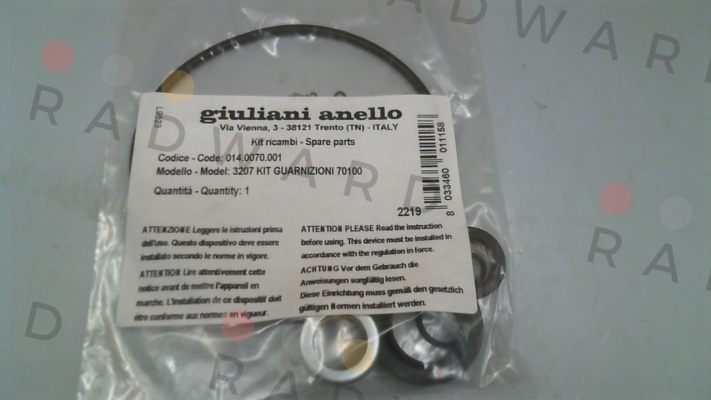 giuliani anello
Via Vienna, 3 - 38121 Trento (TN) - ITALY
Kit ricambi - Spare parts
Codice - Code: 014.0070.001
Modello - Model: 3207 KIT GUARNIZIONI 70100
Quantità - Quantity: 1
2219
L9523
8 033480 011158
ATTENZIONE Leggere le istruzioni prima
dell'uso. Questo dispositivo deve essere
installato secondo le norme in vigore.
ATTENTION Lire attentivement cette
notice avant de mettre l'appareil en
marche. L'installation de ce dispositif doit
être conforme aux normes en vigueur.
ATTENTION PLEASE Read the instruction
before using. This device must be installed in
accordance with the regulation in force.
ACHTUNG Vor dem Gebrauch die
Anweisungen sorgfältig lesen.
Diese Einrichtung muss gemäß den gesetzlich
gültigen Normen installiert werden.
RADWARD
RADWARD
RADWARD